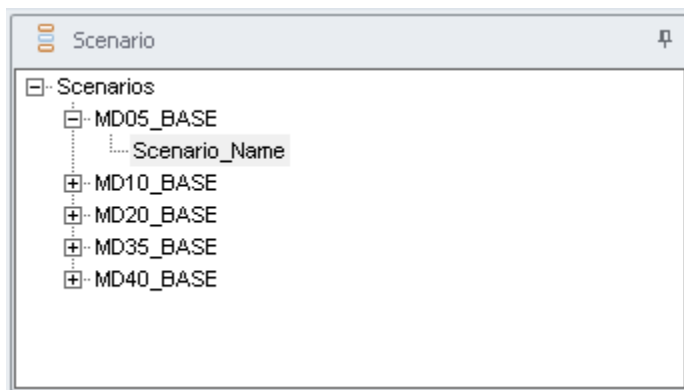 Scenario
Scenarios
MD05_BASE
Scenario_Name
MD10_BASE
MD20_BASE
MD35_BASE
MD40_BASE